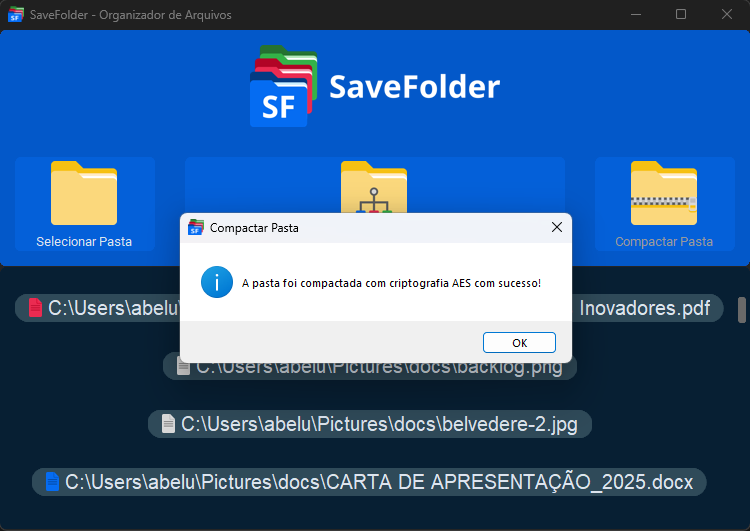 SaveFolder - Organizador de Arquivos
SF
SaveFolder
Selecionar Pasta
Compactar Pasta
SF
Compactar Pasta
A pasta foi compactada com criptografia AES com sucesso!
OK
C:\Users\abelu\ Inovadores.pdf
C:\Users\abelu\Pictures\docs\backlog.png
C:\Users\abelu\Pictures\docs\belvedere-2.jpg
C:\Users\abelu\Pictures\docs\CARTA DE APRESENTAÇÃO_2025.docx